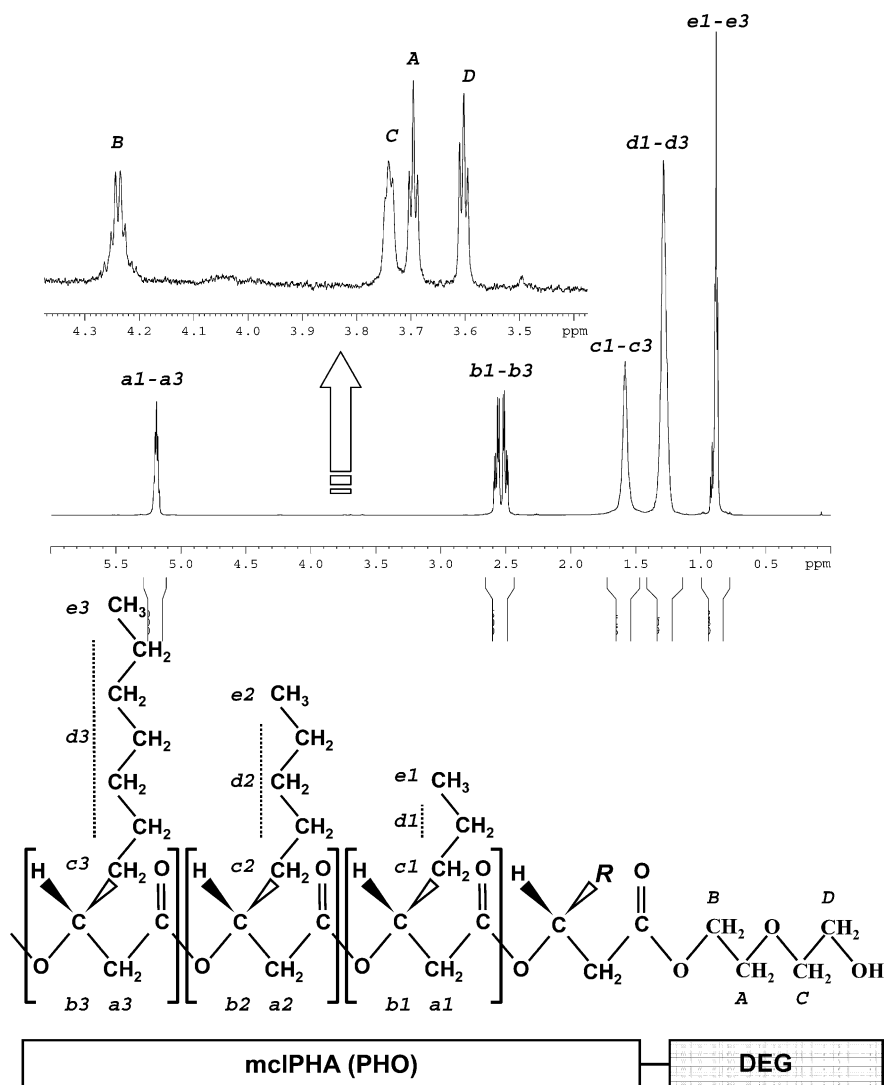 e1-e3
A
D
B
C
d1-d3
4.3 4.2 4.1 4.0 3.9 3.8 3.7 3.6 3.5 ppm
c1-c3
a1-a3
b1-b3
5.5 5.0 4.5 4.0 3.5 3.0 2.5 2.0 1.5 1.0 0.5 ppm
e3 CH3
CH2
CH2 e2 CH3
d3 CH2 CH2
CH2 d2 CH2 e1 CH3
CH2 CH2 d1 CH2
H c3 CH2 O H c2 CH2 O H c1 CH2 O H R O
B D
C C C C C C C C CH2 O CH2
O CH2 O CH2 O CH2 O CH2 O CH2 CH2 OH
b3 a3 b2 a2 b1 a1 A C
mclPHA (PHO) DEG